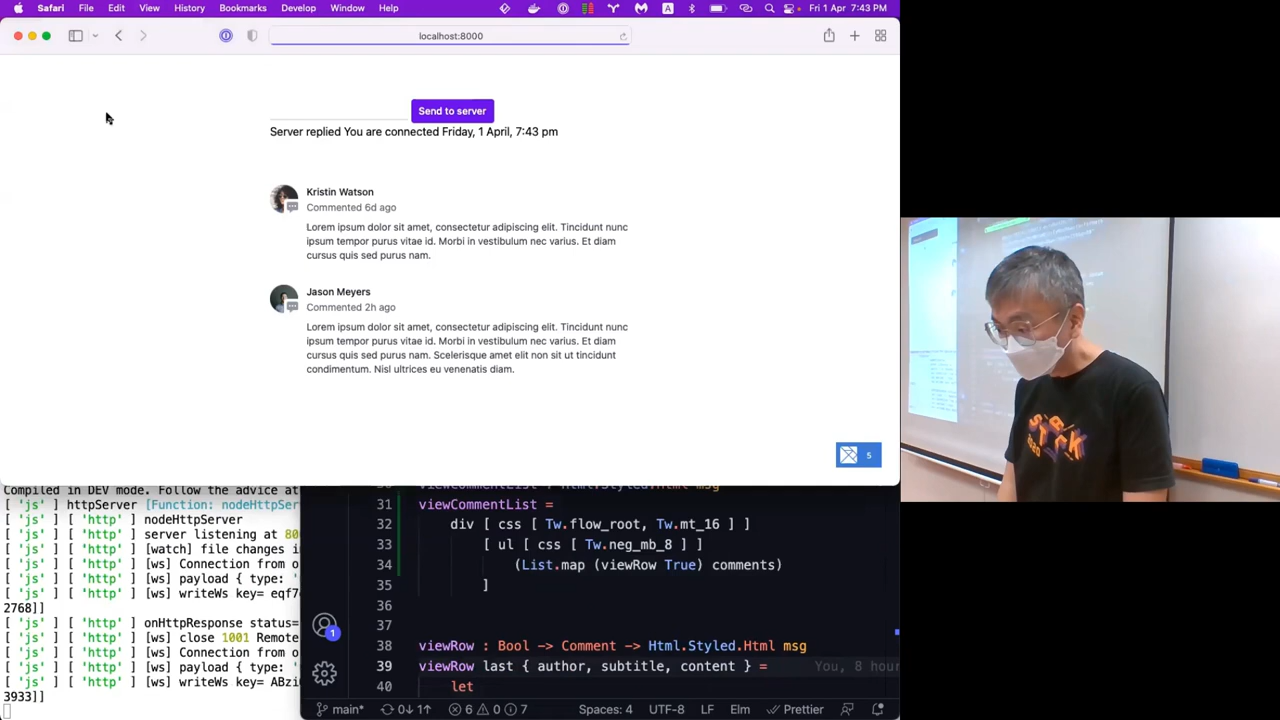 Safari File Edit View History Bookmarks Develop Window Help Fri 1 Apr 7:43 PM
localhost:8000
Send to server
Server replied You are connected Friday, 1 April, 7:43 pm
Kristin Watson
Commented 6d ago
Lorem ipsum dolor sit amet, consectetur adipiscing elit. Tincidunt nunc
ipsum tempor purus vitae id. Morbi in vestibulum nec varius. Et diam
cursus quis sed purus nam.
Jason Meyers
Commented 2h ago
Lorem ipsum dolor sit amet, consectetur adipiscing elit. Tincidunt nunc
ipsum tempor purus vitae id. Morbi in vestibulum nec varius. Et diam
cursus quis sed purus nam. Scelerisque amet elit non sit ut tincidunt
condimentum. Nisl ultrices eu venenatis diam.
5
Compiled in DEV mode. Follow the advice at
[ 'js' ] httpServer [Function: nodeHttpSer
[ 'js' ] [ 'http' ] nodeHttpServer
[ 'js' ] [ 'http' ] server listening at 80
[ 'js' ] [ 'http' ] [watch] file changes i
[ 'js' ] [ 'http' ] [ws] Connection from o
[ 'js' ] [ 'http' ] [ws] payload { type: '
[ 'js' ] [ 'http' ] [ws] writeWs key= eqf7
2768]]
[ 'js' ] [ 'http' ] onHttpResponse status=
[ 'js' ] [ 'http' ] [ws] close 1001 Remote
[ 'js' ] [ 'http' ] [ws] Connection from o
[ 'js' ] [ 'http' ] [ws] payload { type: '
[ 'js' ] [ 'http' ] [ws] writeWs key= ABzi
3933]]
viewCommentList : Html.Styled.Html msg
31 viewCommentList =
32 div [ css [ Tw.flow_root, Tw.mt_16 ] ]
33 [ ul [ css [ Tw.neg_mb_8 ] ]
34 (List.map (viewRow True) comments)
35 ]
36
37
38 viewRow : Bool -> Comment -> Html.Styled.Html msg
39 viewRow last { author, subtitle, content } = You, 8 hour
40 let
1
main* 0↓ 1↑ 6 0 7 Spaces: 4 UTF-8 LF Elm Prettier